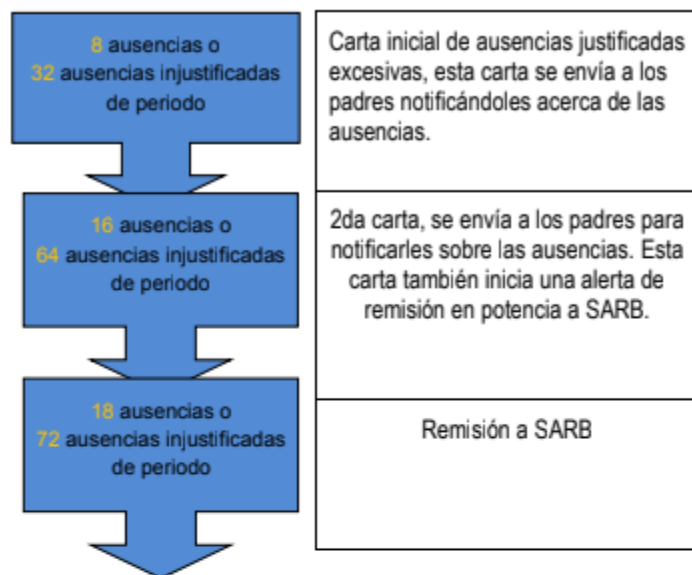 8 ausencias o
32 ausencias injustificadas
de periodo
Carta inicial de ausencias justificadas
excesivas, esta carta se envía a los
padres notificándoles acerca de las
ausencias.
16 ausencias o
64 ausencias injustificadas
de periodo
2da carta, se envía a los padres para
notificarles sobre las ausencias. Esta
carta también inicia una alerta de
remisión en potencia a SARB.
18 ausencias o
72 ausencias injustificadas
de periodo
Remisión a SARB